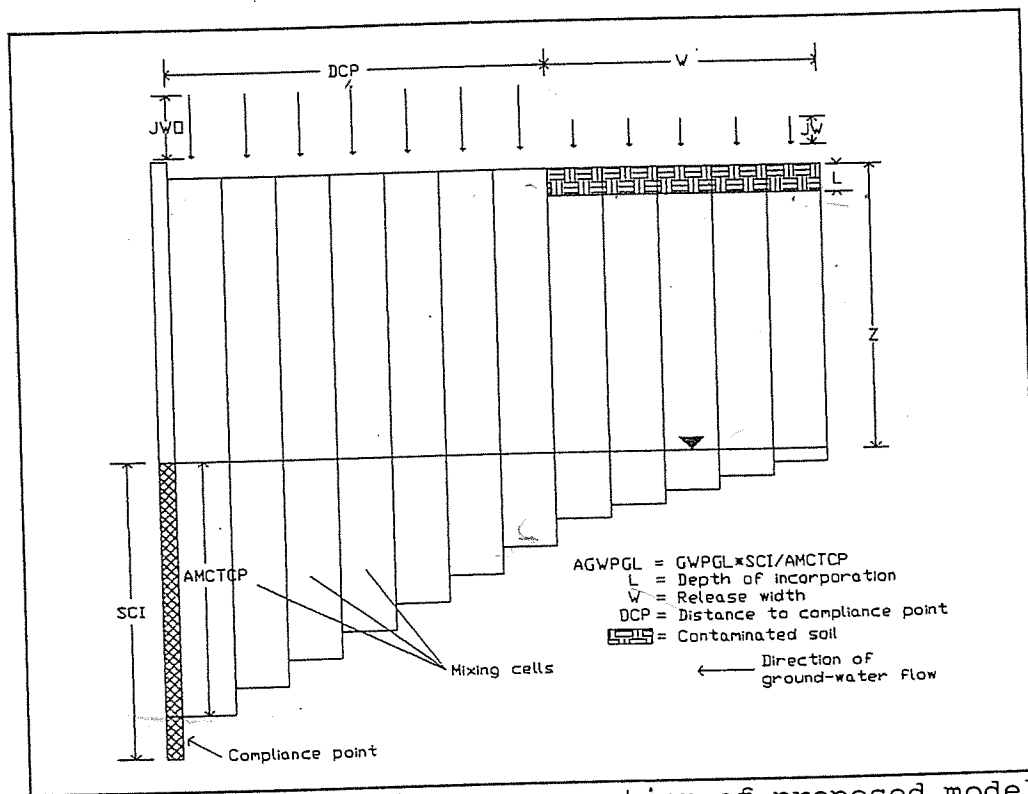 DCP
W
JWO
JW
L
Z
AMCTCP
SCI
AGWPGL = GWPGL*SCI/AMCTCP
L = Depth of incorporation
W = Release width
DCP = Distance to compliance point
= Contaminated soil
Mixing cells
Direction of
ground-water flow
Compliance point
of proposed model